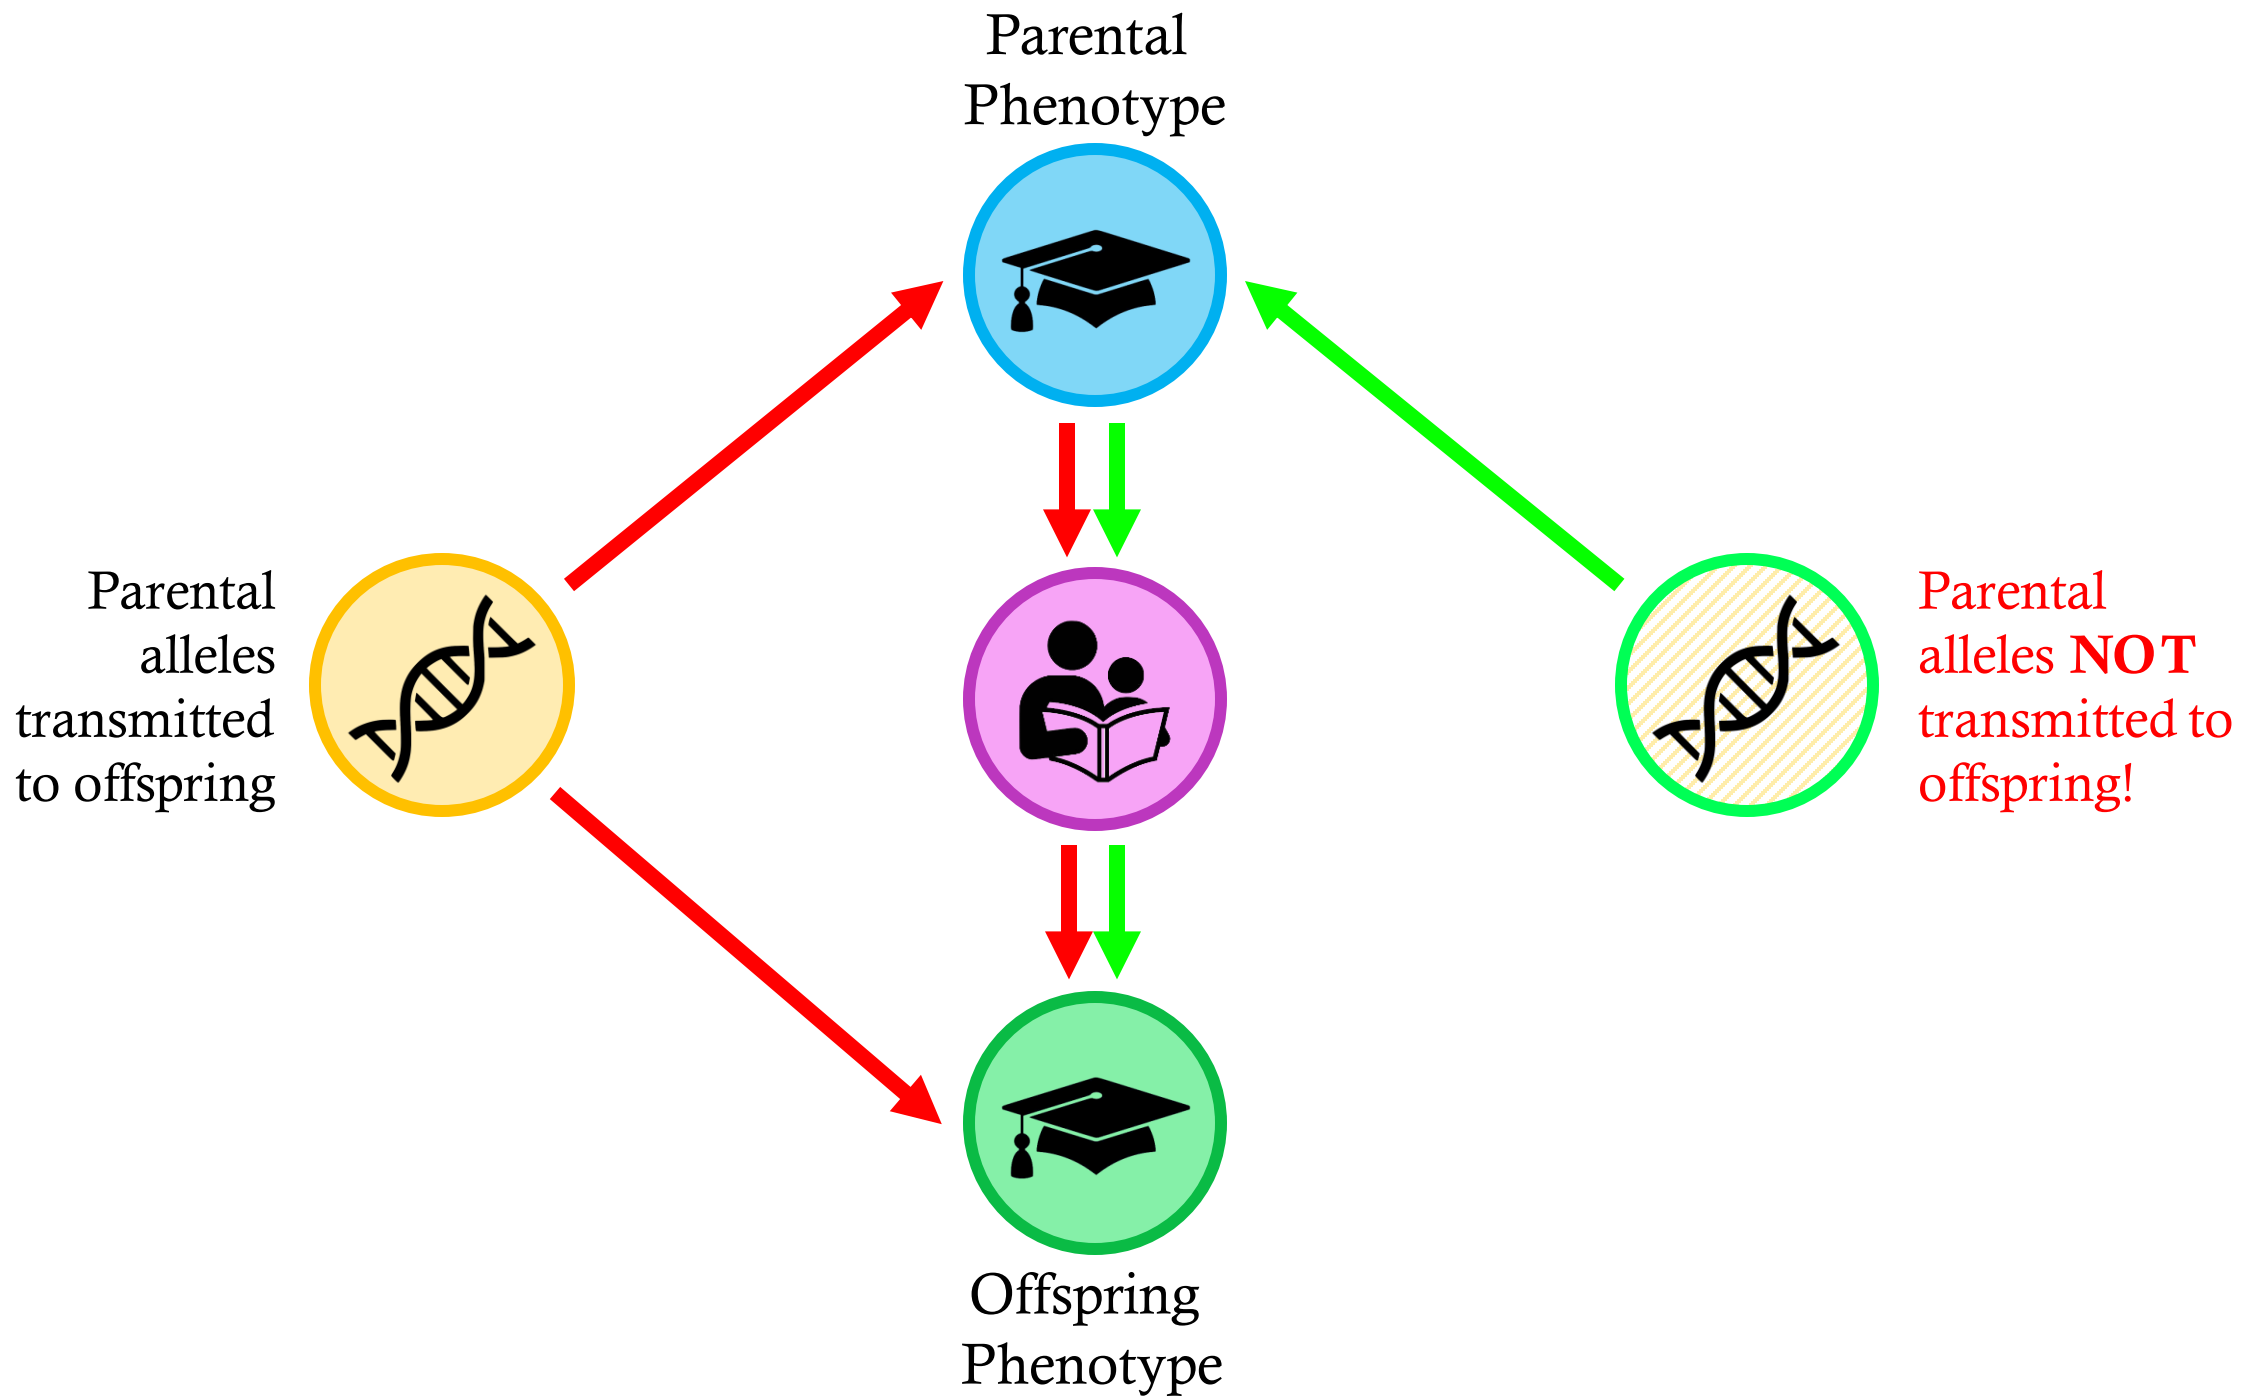 Parental
Phenotype
Parental
alleles
transmitted
to offspring
Parental
alleles NOT
transmitted to
offspring!
Offspring
Phenotype